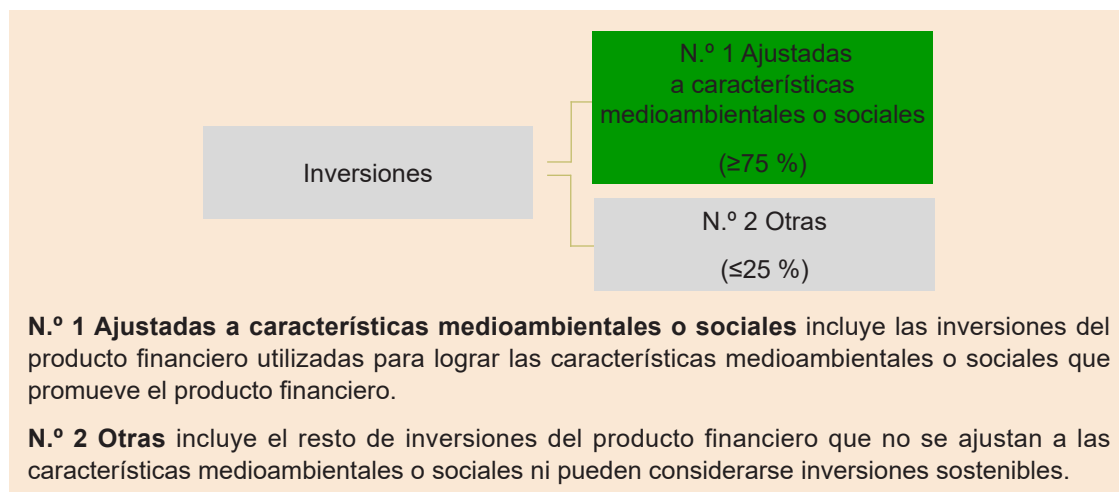 N.º 1 Ajustadas
a características
medioambientales o sociales
(≥75 %)
Inversiones
N.º 2 Otras
(≤25 %)
N.º 1 Ajustadas a características medioambientales o sociales incluye las inversiones del
producto financiero utilizadas para lograr las características medioambientales o sociales que
promueve el producto financiero.
N.º 2 Otras incluye el resto de inversiones del producto financiero que no se ajustan a las
características medioambientales o sociales ni pueden considerarse inversiones sostenibles.